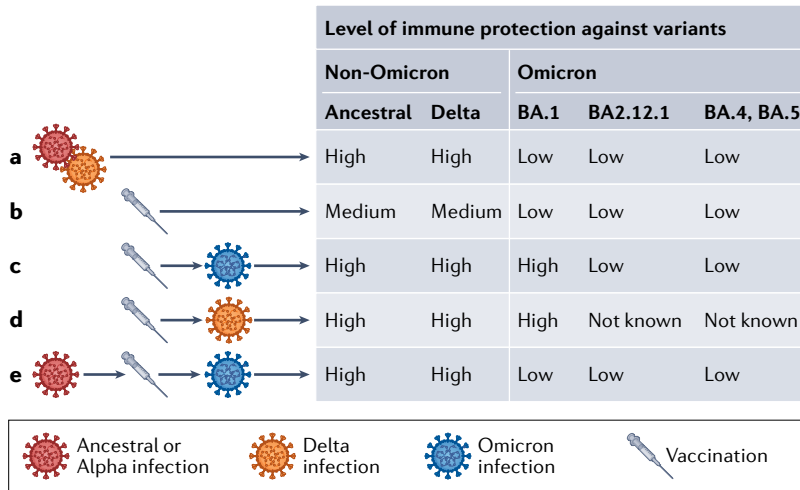 Level of immune protection against variants
Non-Omicron Omicron
Ancestral Delta BA.1 BA2.12.1 BA.4, BA.5
a High High Low Low Low
b Medium Medium Low Low Low
c High High High Low Low
d High High High Not known Not known
e High High Low Low Low
Ancestral or Alpha infection
Delta infection
Omicron infection
Vaccination